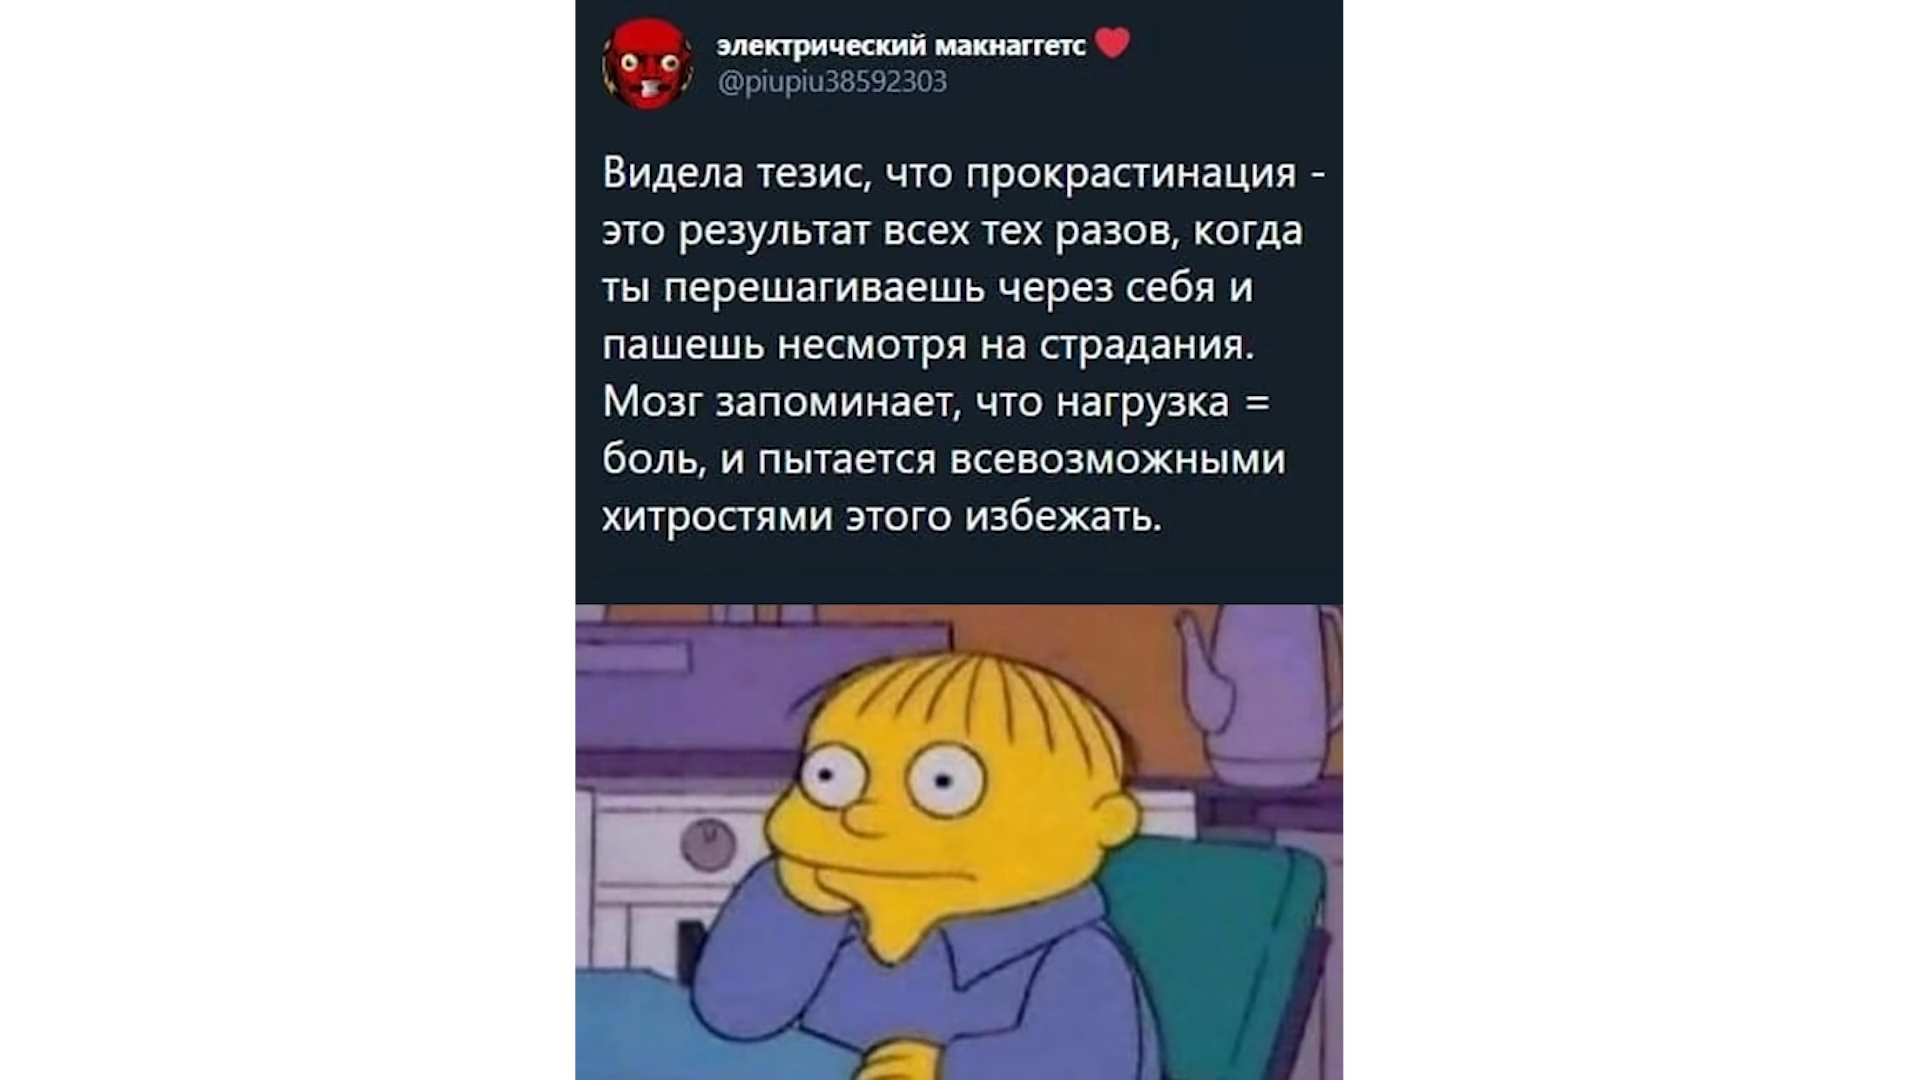 электрический макнаггетс ❤
@piupiu38592303
Видела тезис, что прокрастинация -
это результат всех тех разов, когда
ты перешагиваешь через себя и
пашешь несмотря на страдания.
Мозг запоминает, что нагрузка =
боль, и пытается всевозможными
хитростями этого избежать.